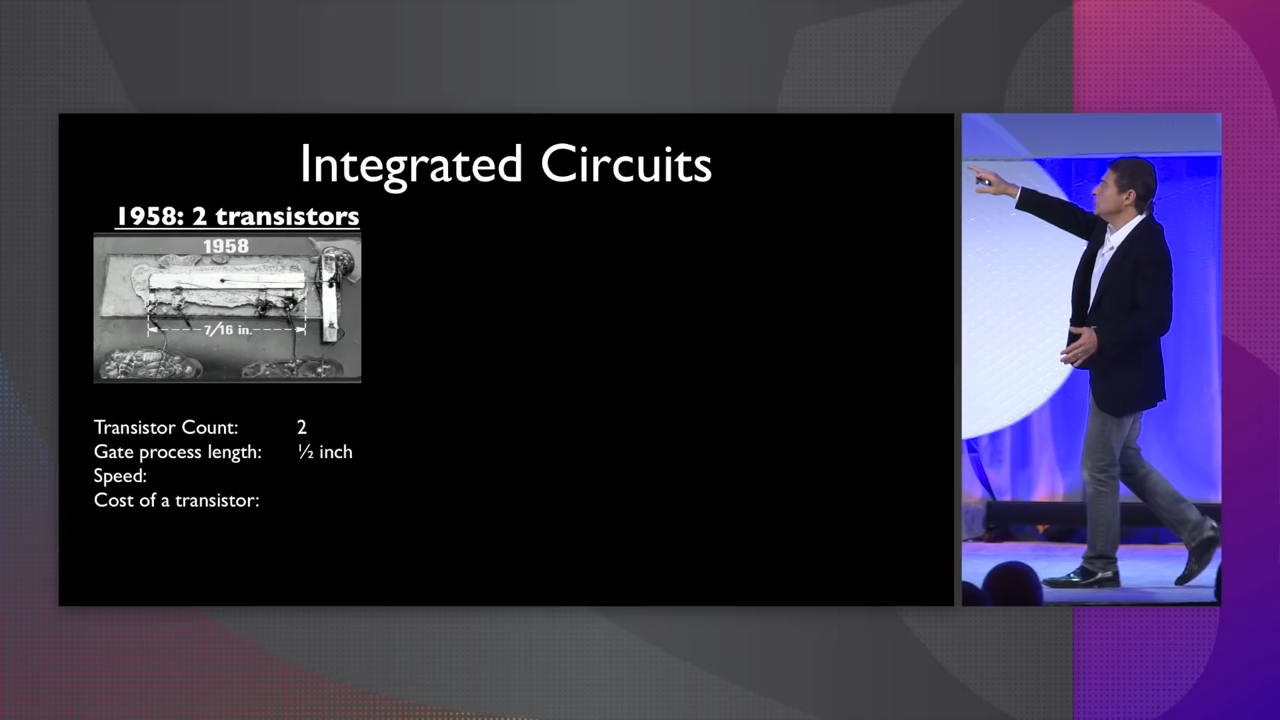 Integrated Circuits
1958: 2 transistors
1958
7/16 in.
Transistor Count: 2
Gate process length: ½ inch
Speed:
Cost of a transistor: